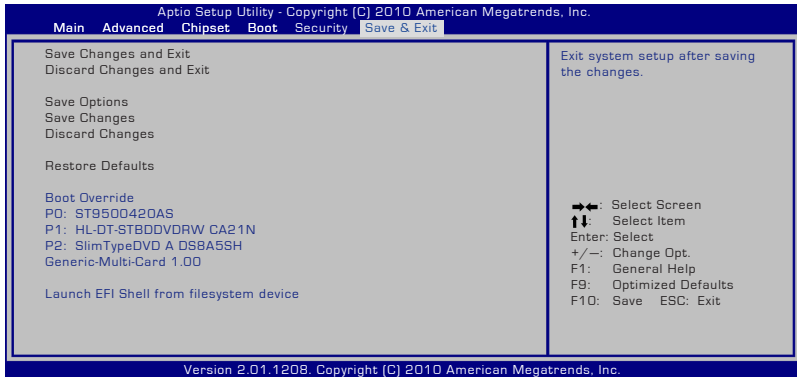 Aptio Setup Utility - Copyright (C) 2010 American Megatrends, Inc.
Main Advanced Chipset Boot Security Save & Exit
Save Changes and Exit
Discard Changes and Exit
Save Options
Save Changes
Discard Changes
Restore Defaults
Boot Override
P0: ST9500420AS
P1: HL-DT-STBDDVDRW CA21N
P2: SlimTypeDVD A DS8A5SH
Generic-Multi-Card 1.00
Launch EFI Shell from filesystem device
Exit system setup after saving
the changes.
→←: Select Screen
↑↓: Select Item
Enter: Select
+/—: Change Opt.
F1: General Help
F9: Optimized Defaults
F10: Save ESC: Exit
Version 2.01.1208. Copyright (C) 2010 American Megatrends, Inc.